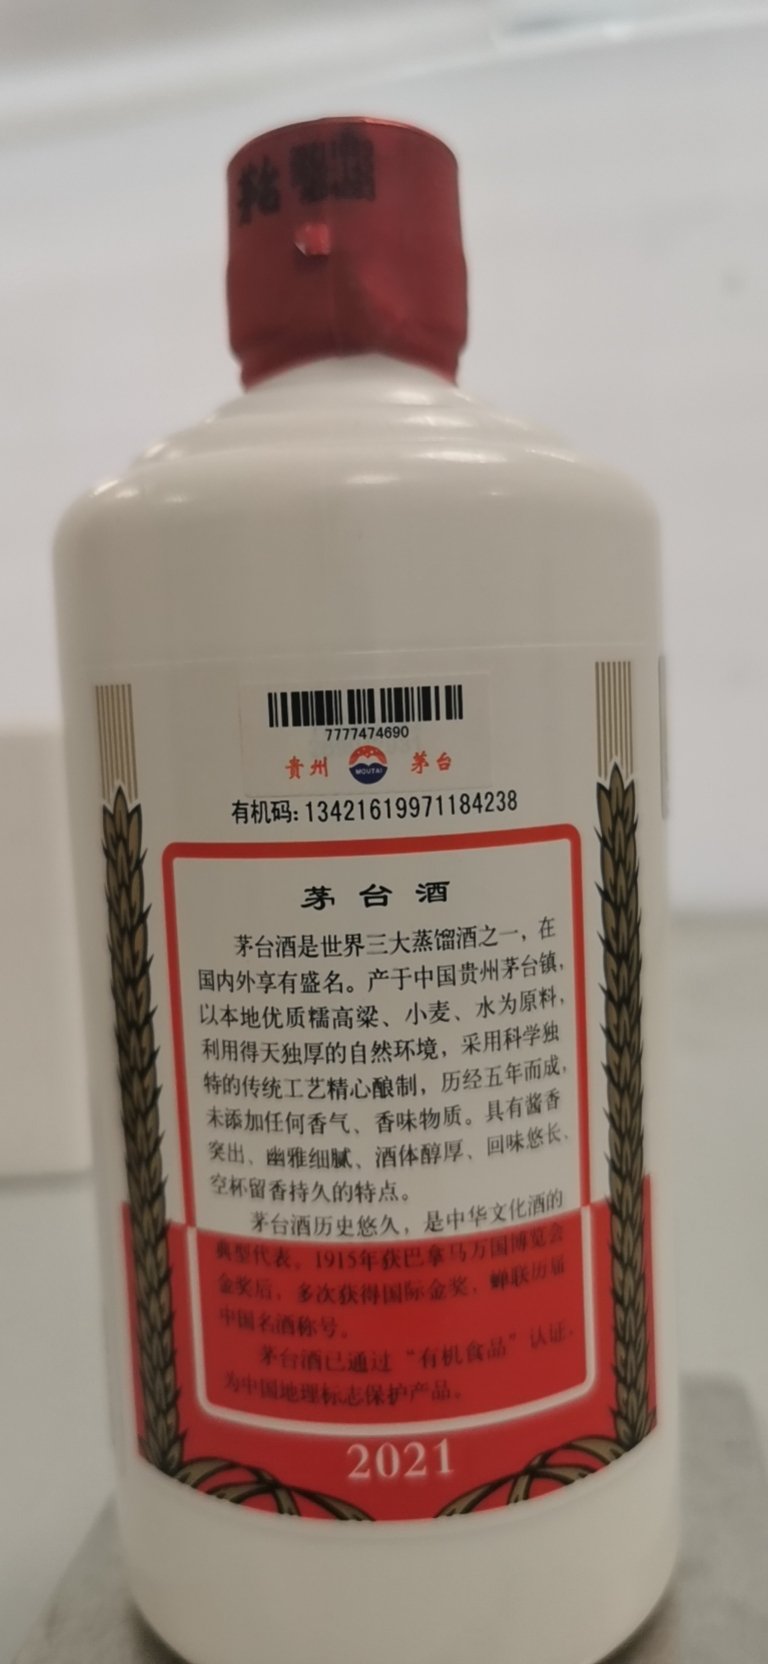 7777474690
贵州 MOUTAI 茅台
有机码:13421619971184238
茅台酒
茅台酒是世界三大蒸馏酒之一，在
国内外享有盛名。产于中国贵州茅台镇，
以本地优质糯高粱、小麦、水为原料，
利用得天独厚的自然环境，采用科学独
特的传统工艺精心酿制，历经五年而成，
未添加任何香气、香味物质。具有酱香
突出、幽雅细腻、酒体醇厚、回味悠长、
空杯留香持久的特点。
茅台酒历史悠久，是中华文化酒的
典型代表。1915年获巴拿马万国博览会
金奖后，多次获得国际金奖，蝉联历届
中国名酒称号。
茅台酒已通过“有机食品”认证，
为中国地理标志保护产品。
2021